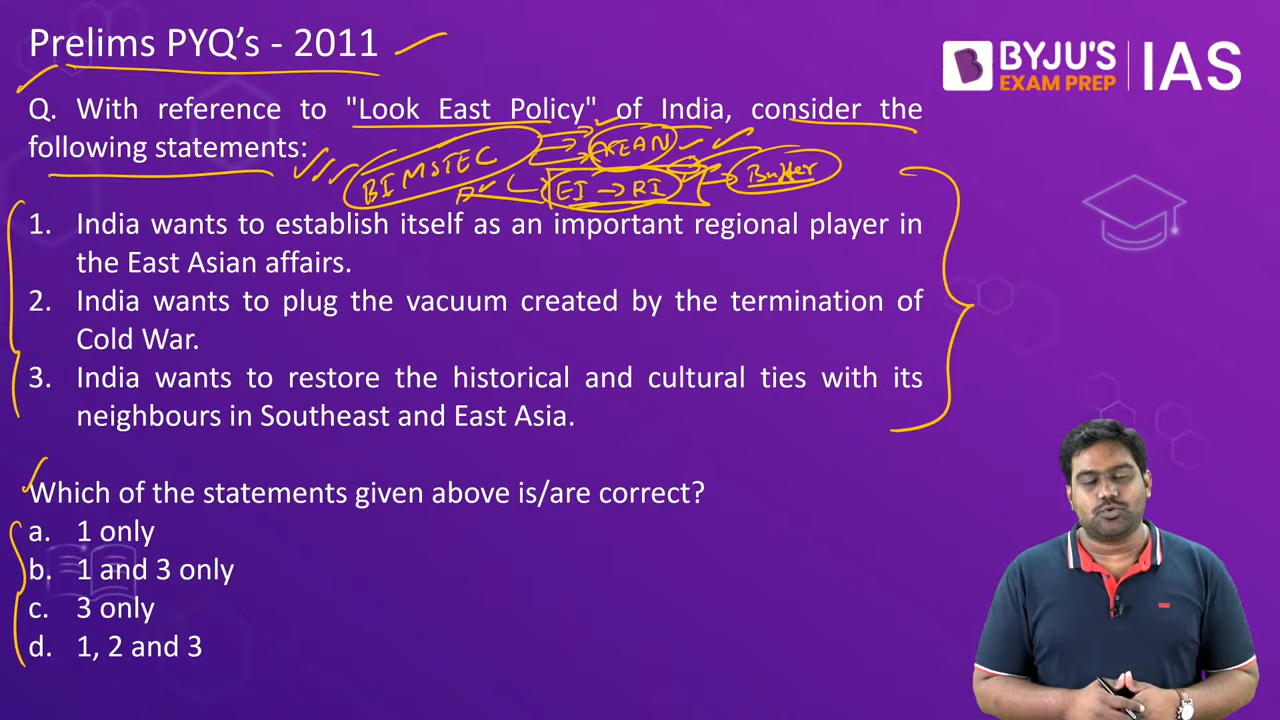 Prelims PYQ's - 2011
BYJU'S
EXAM PREP
IAS
Q. With reference to "Look East Policy" of India, consider the
following statements:
BIMSTEC
EI → RI
Buffer
1. India wants to establish itself as an important regional player in
the East Asian affairs.
2. India wants to plug the vacuum created by the termination of
Cold War.
3. India wants to restore the historical and cultural ties with its
neighbours in Southeast and East Asia.
Which of the statements given above is/are correct?
a. 1 only
b. 1 and 3 only
c. 3 only
d. 1, 2 and 3